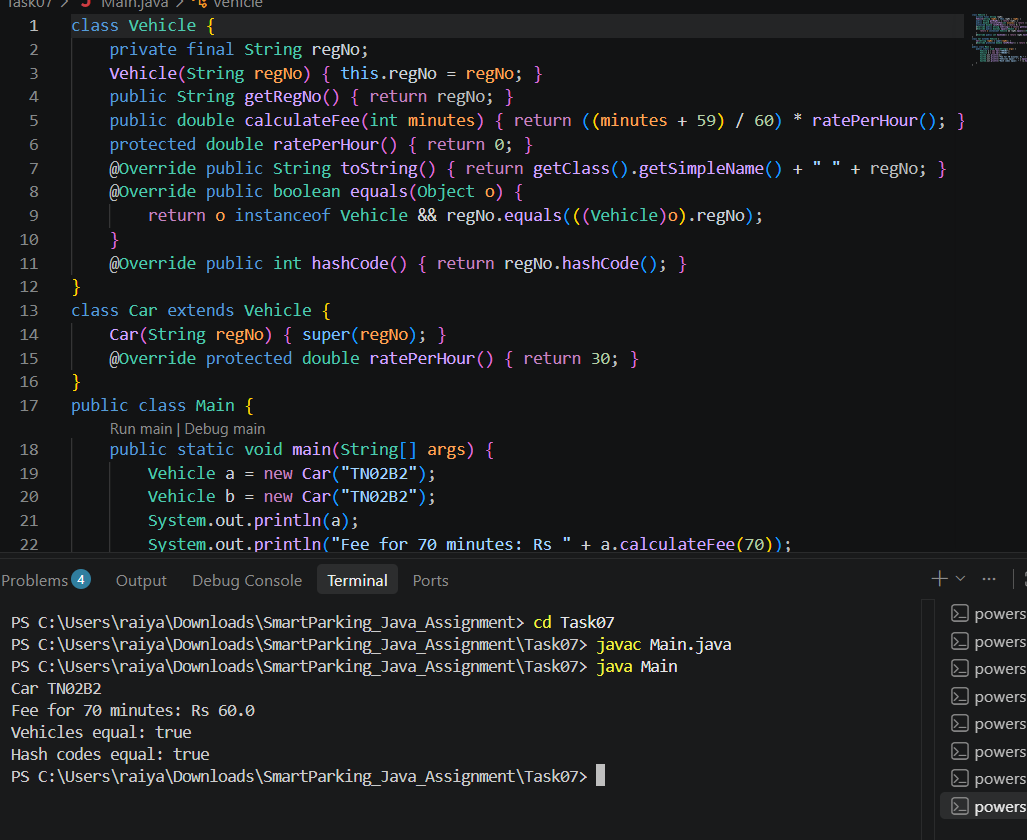 Task07 > J Main.java > Vehicle
1 class Vehicle {
2     private final String regNo;
3     Vehicle(String regNo) { this.regNo = regNo; }
4     public String getRegNo() { return regNo; }
5     public double calculateFee(int minutes) { return ((minutes + 59) / 60) * ratePerHour(); }
6     protected double ratePerHour() { return 0; }
7     @Override public String toString() { return getClass().getSimpleName() + " " + regNo; }
8     @Override public boolean equals(Object o) {
9         return o instanceof Vehicle && regNo.equals(((Vehicle)o).regNo);
10     }
11     @Override public int hashCode() { return regNo.hashCode(); }
12 }
13 class Car extends Vehicle {
14     Car(String regNo) { super(regNo); }
15     @Override protected double ratePerHour() { return 30; }
16 }
17 public class Main {
Run main | Debug main
18     public static void main(String[] args) {
19         Vehicle a = new Car("TN02B2");
20         Vehicle b = new Car("TN02B2");
21         System.out.println(a);
22         System.out.println("Fee for 70 minutes: Rs " + a.calculateFee(70));
Problems 4 Output Debug Console Terminal Ports
PS C:\Users\raiya\Downloads\SmartParking_Java_Assignment> cd Task07
PS C:\Users\raiya\Downloads\SmartParking_Java_Assignment\Task07> javac Main.java
PS C:\Users\raiya\Downloads\SmartParking_Java_Assignment\Task07> java Main
Car TN02B2
Fee for 70 minutes: Rs 60.0
Vehicles equal: true
Hash codes equal: true
PS C:\Users\raiya\Downloads\SmartParking_Java_Assignment\Task07>
powers
powers
powers
powers
powers
powers
powers
powers